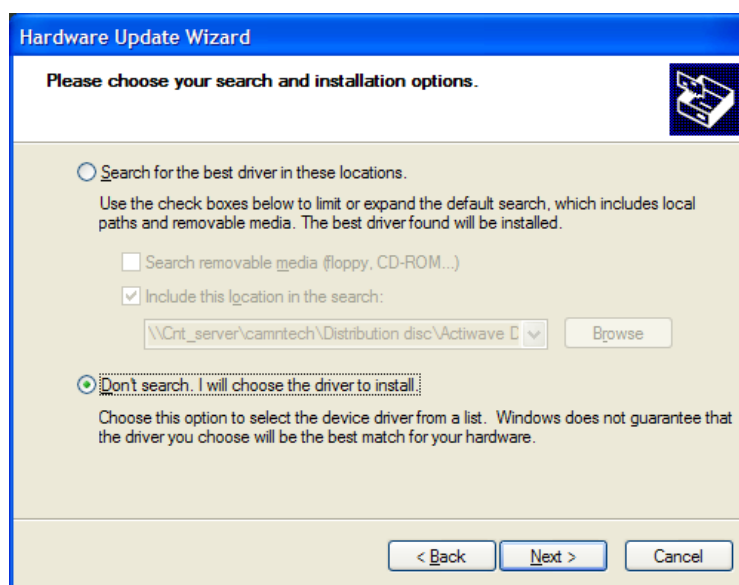 Hardware Update Wizard
Please choose your search and installation options.
Search for the best driver in these locations.
Use the check boxes below to limit or expand the default search, which includes local
paths and removable media. The best driver found will be installed.
Search removable media (floppy, CD-ROM...)
Include this location in the search:
\\Cnt_server\camntech\Distribution disc\Actiwave D
Browse
Don't search. I will choose the driver to install.
Choose this option to select the device driver from a list. Windows does not guarantee that
the driver you choose will be the best match for your hardware.
< Back Next > Cancel